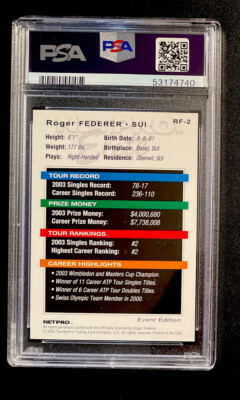 PSA
PSA
53174740
RF-2
Roger FEDERER • SUI
Height: 6'1" Birth Date: 8-8-81
Weight: 177 lbs. Birthplace: Basel, SUI
Plays: Right-Handed Residence: Oberwil, SUI
TOUR RECORD
2003 Singles Record: 78-17
Career Singles Record: 236-110
PRIZE MONEY
2003 Prize Money: $4,000,680
Career Prize Money: $7,738,008
TOUR RANKINGS
2003 Singles Ranking: #2
Highest Career Ranking: #2
CAREER HIGHLIGHTS
• 2003 Wimbledon and Masters Cup Champion.
• Winner of 11 Career ATP Tour Singles Titles.
• Winner of 6 Career ATP Tour Doubles Titles.
• Swiss Olympic Team Member in 2000.
Event Edition
NETPRO